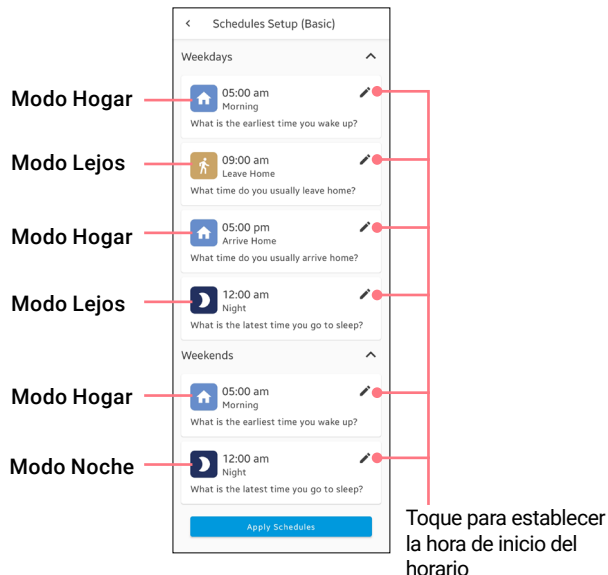 Schedules Setup (Basic)
Weekdays
Modo Hogar
05:00 am
Morning
What is the earliest time you wake up?
Modo Lejos
09:00 am
Leave Home
What time do you usually leave home?
Modo Hogar
05:00 pm
Arrive Home
What time do you usually arrive home?
Modo Lejos
12:00 am
Night
What is the latest time you go to sleep?
Weekends
Modo Hogar
05:00 am
Morning
What is the earliest time you wake up?
Modo Noche
12:00 am
Night
What is the latest time you go to sleep?
Apply Schedules
Toque para establecer
la hora de inicio del
horario